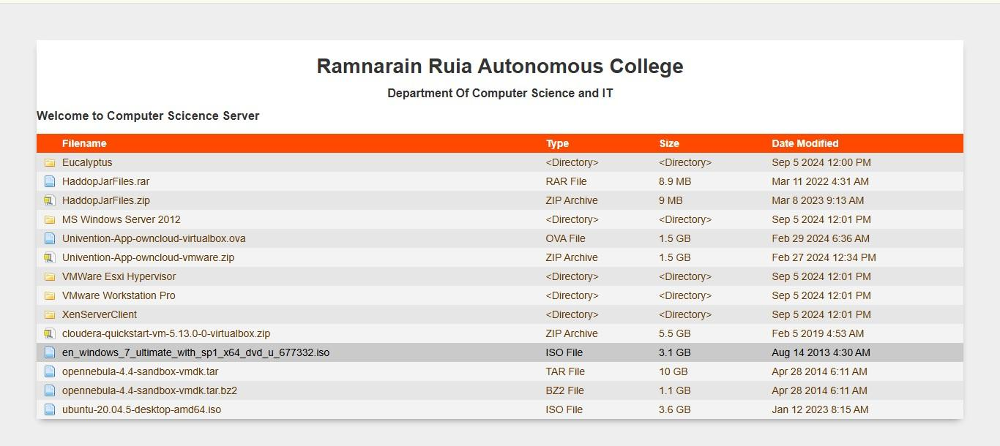 Ramnarain Ruia Autonomous College
Department Of Computer Science and IT
Welcome to Computer Scicence Server
Filename Type Size Date Modified
Eucalyptus <Directory> <Directory> Sep 5 2024 12:00 PM
HaddopJarFiles.rar RAR File 8.9 MB Mar 11 2022 4:31 AM
HaddopJarFiles.zip ZIP Archive 9 MB Mar 8 2023 9:13 AM
MS Windows Server 2012 <Directory> <Directory> Sep 5 2024 12:01 PM
Univention-App-owncloud-virtualbox.ova OVA File 1.5 GB Feb 29 2024 6:36 AM
Univention-App-owncloud-vmware.zip ZIP Archive 1.5 GB Feb 27 2024 12:34 PM
VMWare Esxi Hypervisor <Directory> <Directory> Sep 5 2024 12:01 PM
VMware Workstation Pro <Directory> <Directory> Sep 5 2024 12:01 PM
XenServerClient <Directory> <Directory> Sep 5 2024 12:01 PM
cloudera-quickstart-vm-5.13.0-0-virtualbox.zip ZIP Archive 5.5 GB Feb 5 2019 4:53 AM
en_windows_7_ultimate_with_sp1_x64_dvd_u_677332.iso ISO File 3.1 GB Aug 14 2013 4:30 AM
opennebula-4.4-sandbox-vmdk.tar TAR File 10 GB Apr 28 2014 6:11 AM
opennebula-4.4-sandbox-vmdk.tar.bz2 BZ2 File 1.1 GB Apr 28 2014 6:11 AM
ubuntu-20.04.5-desktop-amd64.iso ISO File 3.6 GB Jan 12 2023 8:15 AM